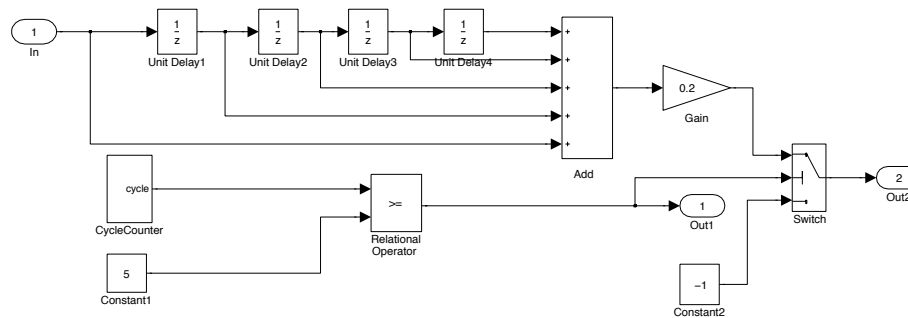 1
In
1
z
Unit Delay1
1
z
Unit Delay2
1
z
Unit Delay3
1
z
Unit Delay4
+
+
+
+
+
Add
0.2
Gain
cycle
CycleCounter
5
Constant1
>=
Relational
Operator
1
Out1
−1
Constant2
Switch
2
Out2